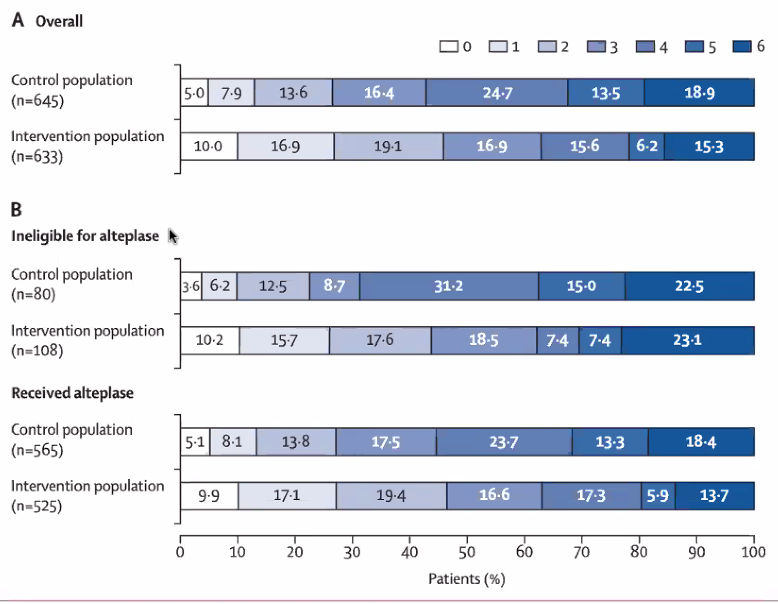 A Overall
0 1 2 3 4 5 6
Control population
(n=645)
5·0 7·9 13·6 16·4 24·7 13·5 18·9
Intervention population
(n=633)
10·0 16·9 19·1 16·9 15·6 6·2 15·3
B
Ineligible for alteplase
Control population
(n=80)
3·6 6·2 12·5 8·7 31·2 15·0 22·5
Intervention population
(n=108)
10·2 15·7 17·6 18·5 7·4 7·4 23·1
Received alteplase
Control population
(n=565)
5·1 8·1 13·8 17·5 23·7 13·3 18·4
Intervention population
(n=525)
9·9 17·1 19·4 16·6 17·3 5·9 13·7
0 10 20 30 40 50 60 70 80 90 100
Patients (%)